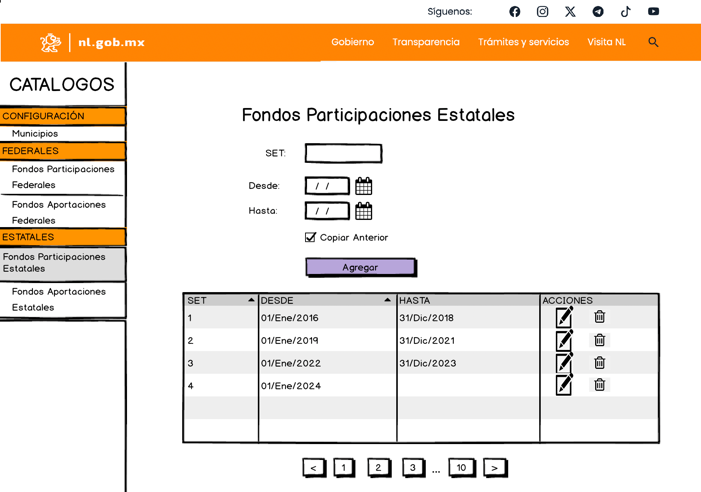 Síguenos:
nl.gob.mx
Gobierno Transparencia Trámites y servicios Visita NL
CATALOGOS
CONFIGURACIÓN
Municipios
FEDERALES
Fondos Participaciones
Federales
Fondos Aportaciones
Federales
ESTATALES
Fondos Participaciones
Estatales
Fondos Aportaciones
Estatales
Fondos Participaciones Estatales
SET:
Desde: / /
Hasta: / /
Copiar Anterior
Agregar
SET DESDE HASTA ACCIONES
1 01/Ene/2016 31/Dic/2018
2 01/Ene/2019 31/Dic/2021
3 01/Ene/2022 31/Dic/2023
4 01/Ene/2024
< 1 2 3 ... 10 >